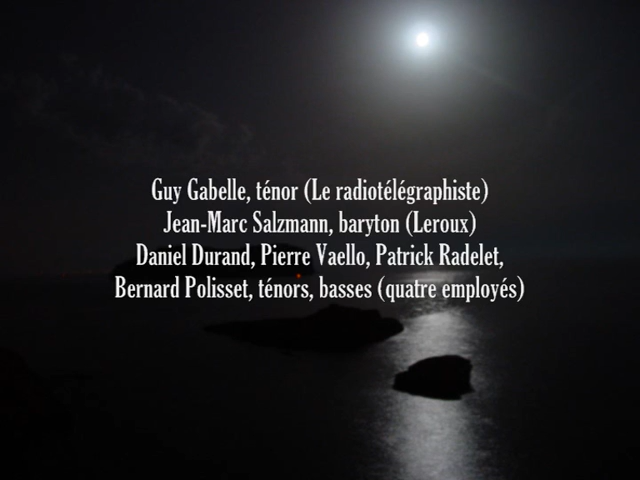 Guy Gabelle, ténor (Le radiotélégraphiste)
Jean-Marc Salzmann, baryton (Leroux)
Daniel Durand, Pierre Vaello, Patrick Radelet,
Bernard Polisset, ténors, basses (quatre employés)